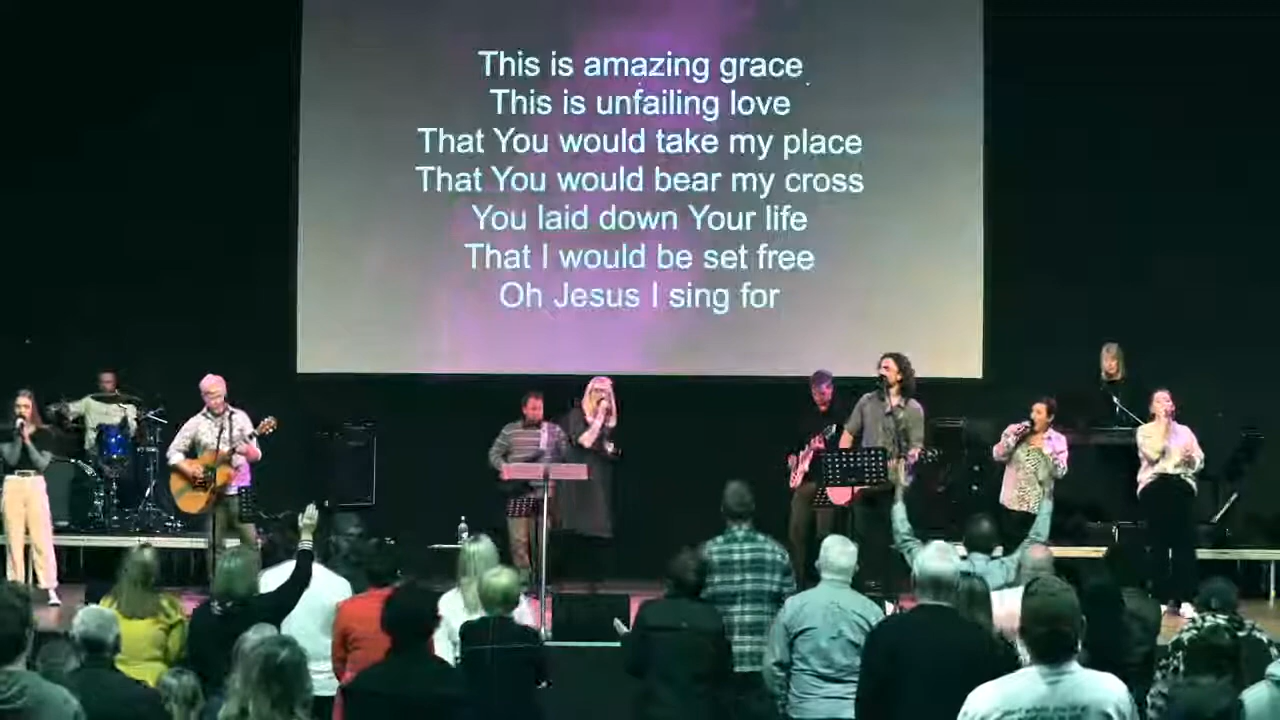 This is amazing grace
This is unfailing love
That You would take my place
That You would bear my cross
You laid down Your life
That I would be set free
Oh Jesus I sing for